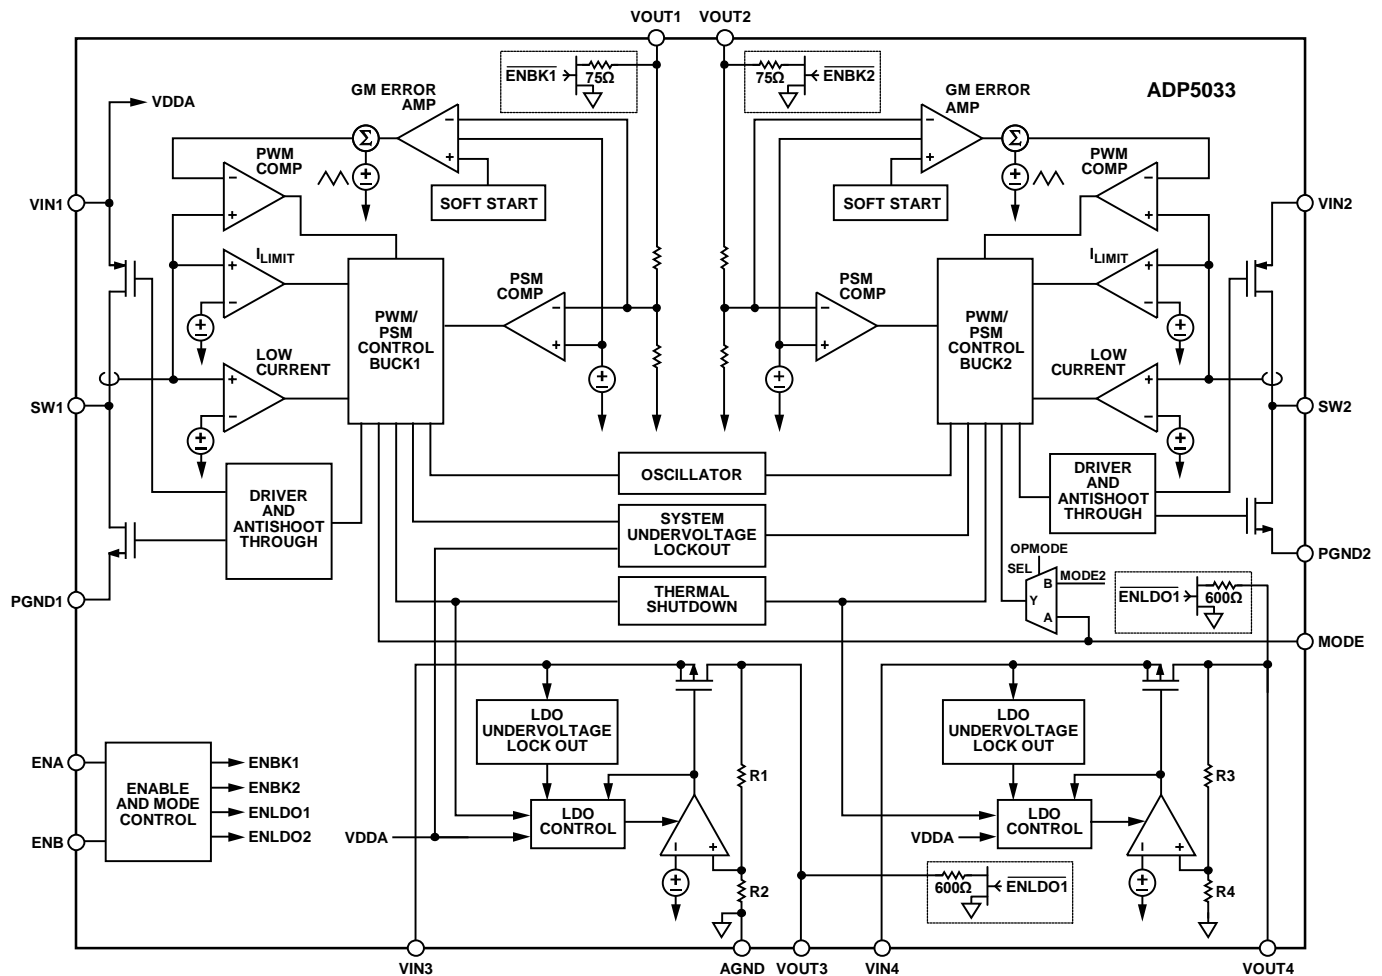 VOUT1 VOUT2
ENBK1
75Ω
75Ω
ENBK2
ADP5033
VDDA
GM ERROR
AMP
GM ERROR
AMP
Σ
Σ
PWM
COMP
PWM
COMP
SOFT START
SOFT START
VIN1
VIN2
ILIMIT
ILIMIT
PSM
COMP
PSM
COMP
PWM/
PSM
CONTROL
BUCK1
PWM/
PSM
CONTROL
BUCK2
LOW
CURRENT
LOW
CURRENT
SW1
SW2
OSCILLATOR
DRIVER
AND
ANTISHOOT
THROUGH
DRIVER
AND
ANTISHOOT
THROUGH
SYSTEM
UNDERVOLTAGE
LOCKOUT
OPMODE
SEL
B
MODE2
Y
A
PGND2
THERMAL
SHUTDOWN
ENLDO1
600Ω
PGND1
MODE
LDO
UNDERVOLTAGE
LOCK OUT
LDO
UNDERVOLTAGE
LOCK OUT
ENA
ENB
ENABLE
AND MODE
CONTROL
ENBK1
ENBK2
ENLDO1
ENLDO2
R1
R3
LDO
CONTROL
LDO
CONTROL
VDDA
VDDA
600Ω
ENLDO1
R2
R4
VIN3
AGND
VOUT3
VIN4
VOUT4